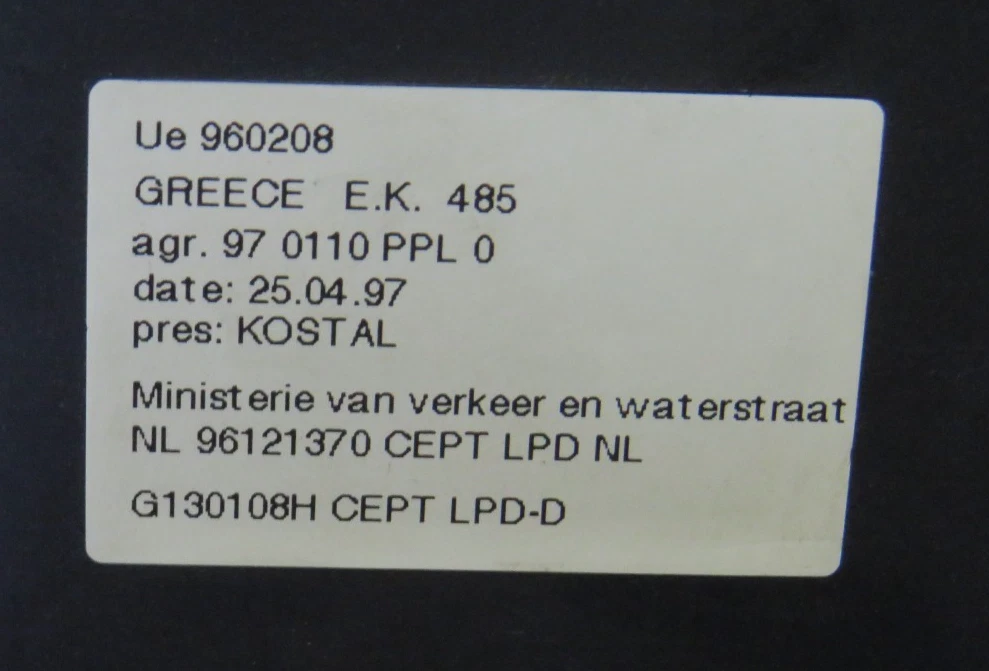 Ue 960208
GREECE E.K. 485
agr. 97 0110 PPL 0
date: 25.04.97
pres: KOSTAL
Ministerie van verkeer en waterstraat
NL 96121370 CEPT LPD NL
G130108H CEPT LPD-D